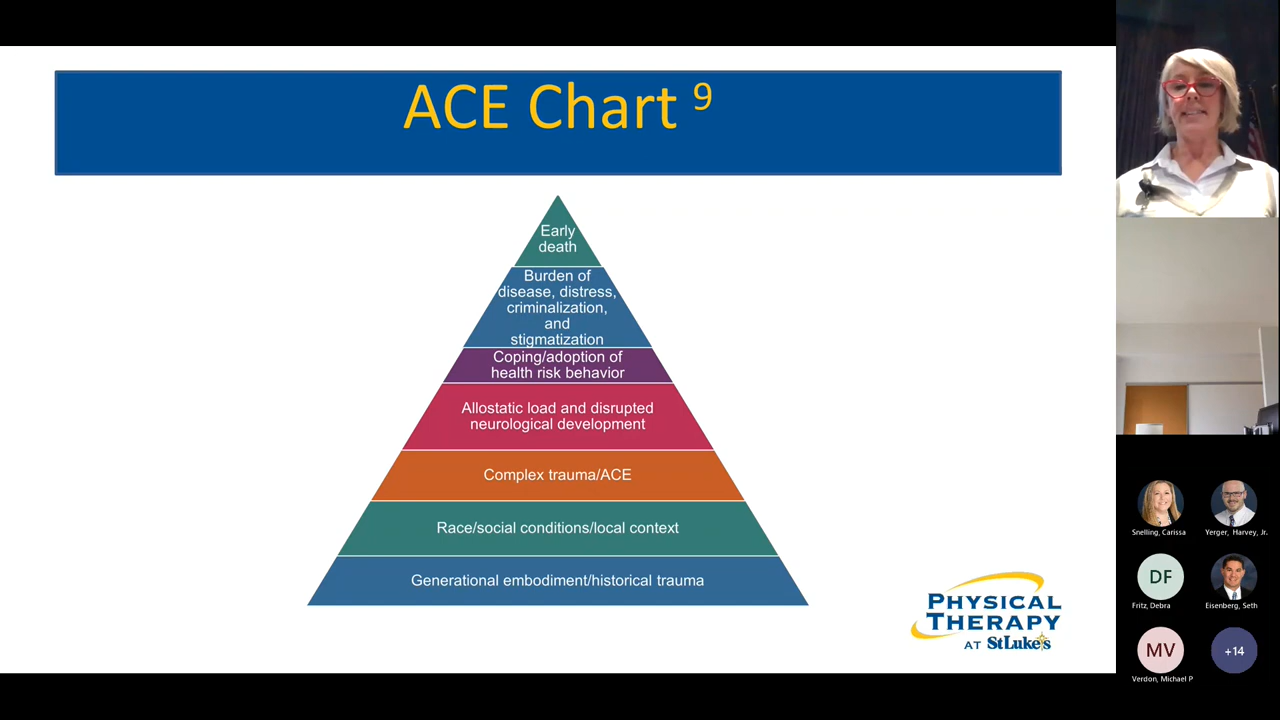 ACE Chart 9
Early
death
Burden of
disease, distress,
criminalization,
and
stigmatization
Coping/adoption of
health risk behavior
Allostatic load and disrupted
neurological development
Complex trauma/ACE
Race/social conditions/local context
Generational embodiment/historical trauma
PHYSICAL
THERAPY
AT StLuke's
Snelling, Carissa
Yerger, Harvey, Jr.
DF
Fritz, Debra
Eisenberg, Seth
MV
+14
Verdon, Michael P